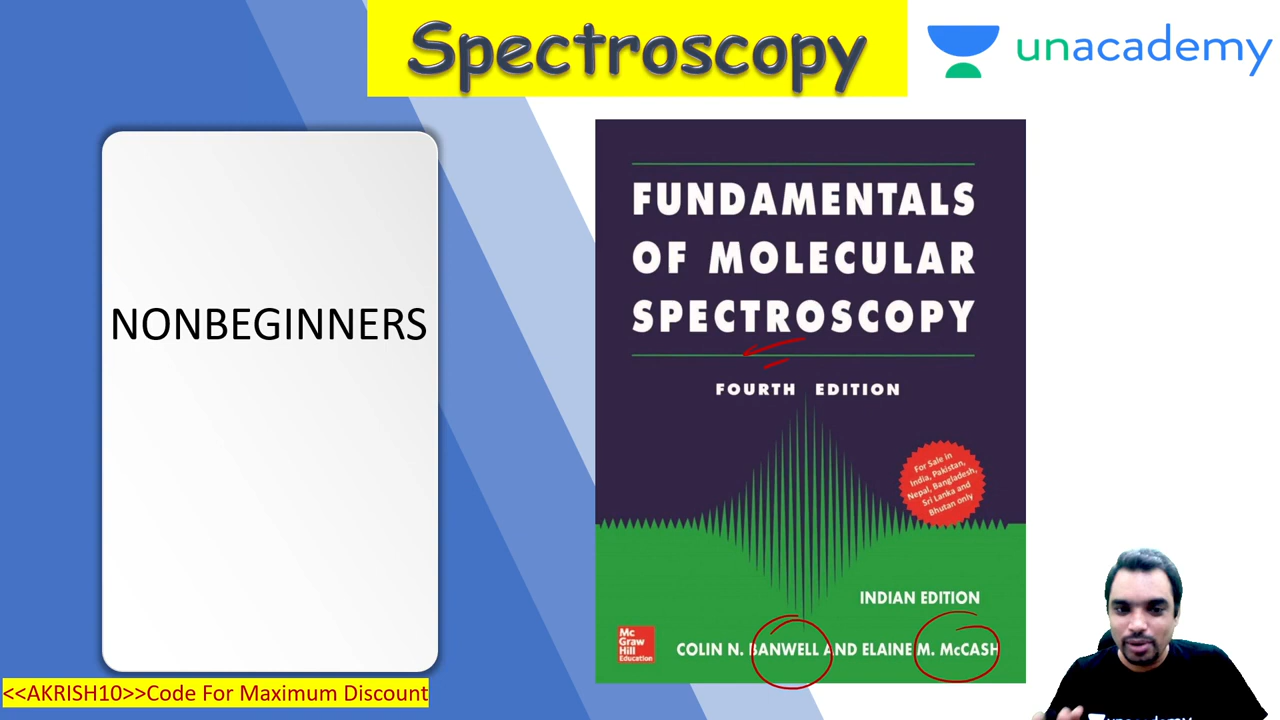 Spectroscopy
unacademy
NONBEGINNERS
FUNDAMENTALS
OF MOLECULAR
SPECTROSCOPY
FOURTH EDITION
For Sale in
India, Pakistan,
Nepal, Bangladesh,
Sri Lanka and
Bhutan only
INDIAN EDITION
Mc
Graw
Hill
Education
COLIN N. BANWELL AND ELAINE M. McCASH
<<AKRISH10>>Code For Maximum Discount
unacademy